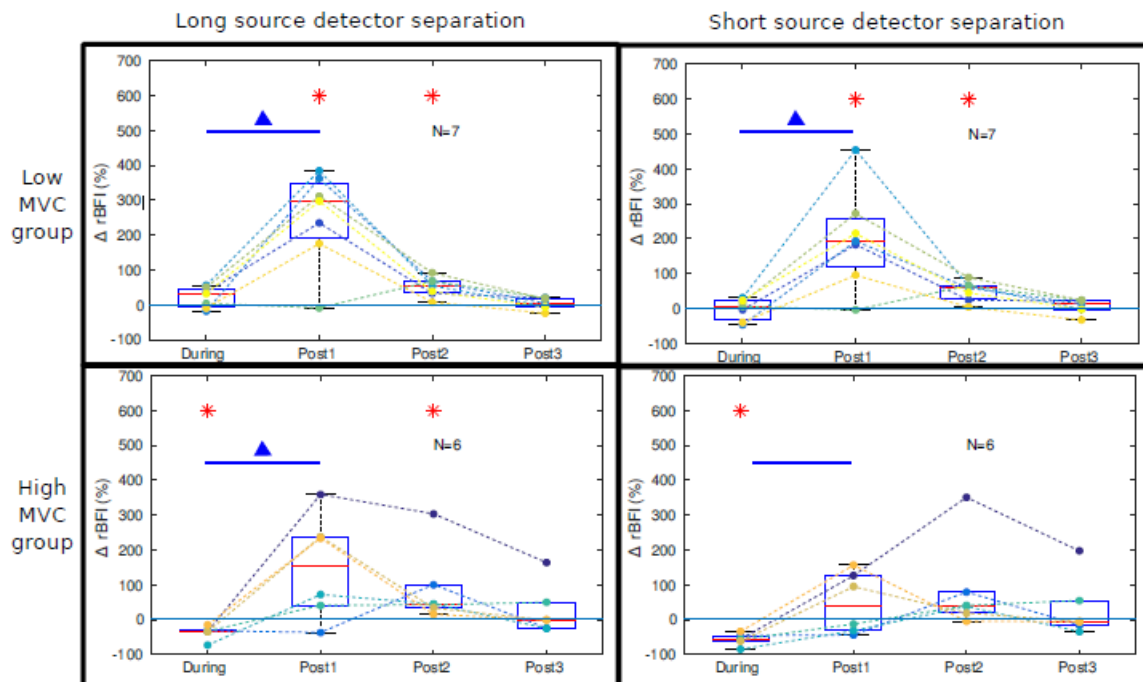 Long source detector separation
Short source detector separation
Low
MVC
group
Δ rBFI (%)
700
600
500
400
300
200
100
0
-100
N=7
During Post1 Post2 Post3
Δ rBFI (%)
700
600
500
400
300
200
100
0
-100
N=7
During Post1 Post2 Post3
High
MVC
group
Δ rBFI (%)
700
600
500
400
300
200
100
0
-100
N=6
During Post1 Post2 Post3
Δ rBFI (%)
700
600
500
400
300
200
100
0
-100
N=6
During Post1 Post2 Post3